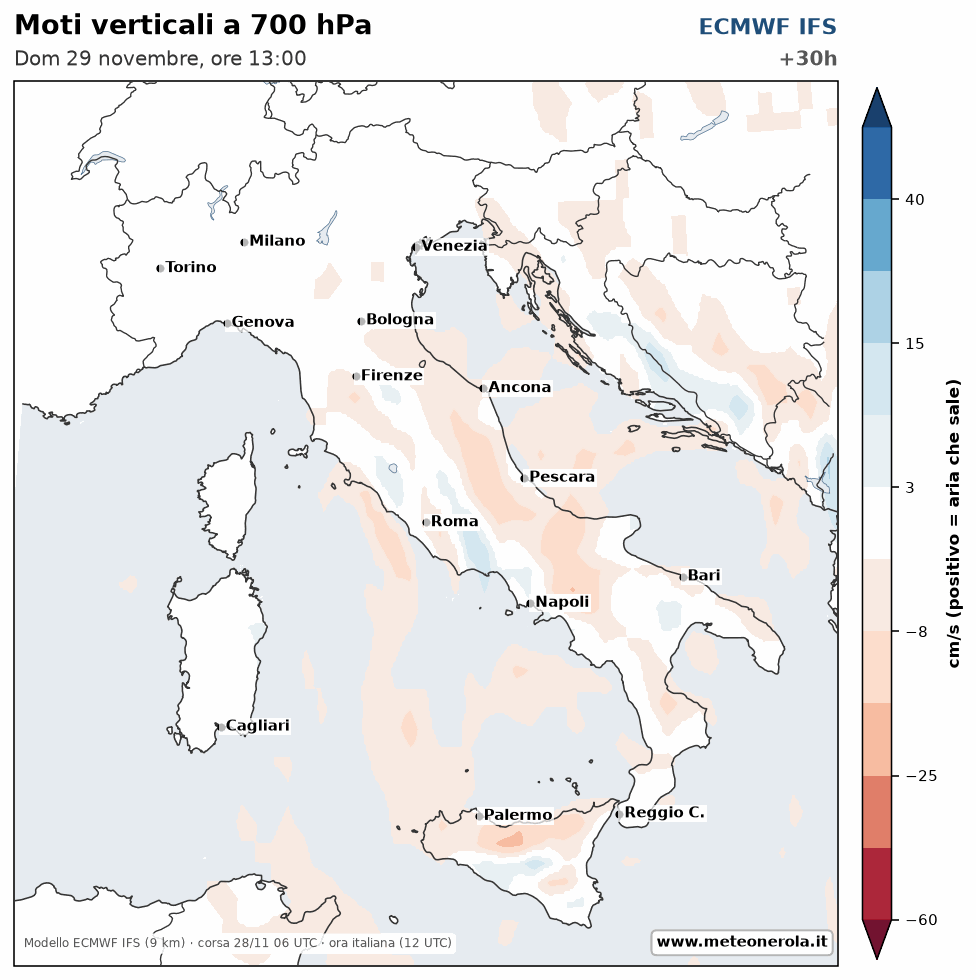 Moti verticali a 700 hPa
ECMWF IFS
Dom 29 novembre, ore 13:00
+30h
Milano
Venezia
Torino
Genova
Bologna
Firenze
Ancona
Pescara
Roma
Bari
Napoli
Cagliari
Palermo
Reggio C.
40
15
3
−8
−25
−60
cm/s (positivo = aria che sale)
Modello ECMWF IFS (9 km) · corsa 28/11 06 UTC · ora italiana (12 UTC)
www.meteonerola.it